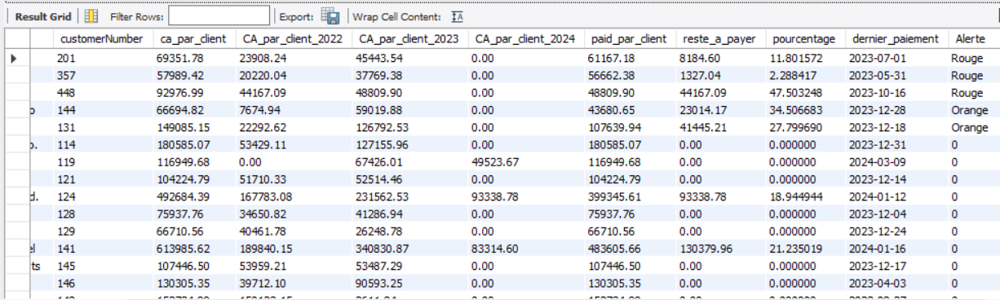 Result Grid Filter Rows: Export: Wrap Cell Content:
customerNumber ca_par_client CA_par_client_2022 CA_par_client_2023 CA_par_client_2024 paid_par_client reste_a_payer pourcentage dernier_paiement Alerte
201 69351.78 23908.24 45443.54 0.00 61167.18 8184.60 11.801572 2023-07-01 Rouge
357 57989.42 20220.04 37769.38 0.00 56662.38 1327.04 2.288417 2023-05-31 Rouge
448 92976.99 44167.09 48809.90 0.00 48809.90 44167.09 47.503248 2023-10-16 Rouge
144 66694.82 7674.94 59019.88 0.00 43680.65 23014.17 34.506683 2023-12-28 Orange
131 149085.15 22292.62 126792.53 0.00 107639.94 41445.21 27.799690 2023-12-18 Orange
. 114 180585.07 53429.11 127155.96 0.00 180585.07 0.00 0.000000 2023-12-31 0
119 116949.68 0.00 67426.01 49523.67 116949.68 0.00 0.000000 2024-03-09 0
121 104224.79 51710.33 52514.46 0.00 104224.79 0.00 0.000000 2023-12-14 0
d. 124 492684.39 167783.08 231562.53 93338.78 399345.61 93338.78 18.944944 2024-01-12 0
128 75937.76 34650.82 41286.94 0.00 75937.76 0.00 0.000000 2023-12-04 0
129 66710.56 40461.78 26248.78 0.00 66710.56 0.00 0.000000 2023-12-24 0
el 141 613985.62 189840.15 340830.87 83314.60 483605.66 130379.96 21.235019 2024-01-16 0
ts 145 107446.50 53959.21 53487.29 0.00 107446.50 0.00 0.000000 2023-12-17 0
146 130305.35 39712.10 90593.25 0.00 130305.35 0.00 0.000000 2023-04-03 0